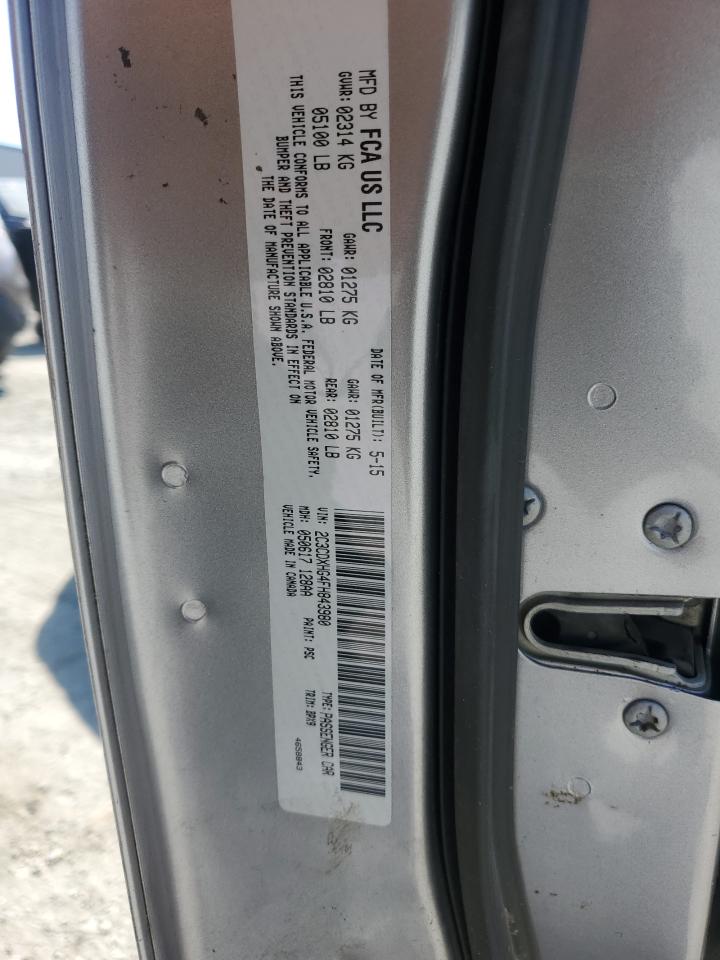 MFD BY FCA US LLC
DATE OF MFR(BUILT): 5-15
GVWR: 02314 KG GAWR: 01275 KG GAWR: 01275 KG
05100 LB FRONT: 02810 LB REAR: 02810 LB
THIS VEHICLE CONFORMS TO ALL APPLICABLE U.S.A. FEDERAL MOTOR VEHICLE SAFETY,
BUMPER AND THEFT PREVENTION STANDARDS IN EFFECT ON
THE DATE OF MANUFACTURE SHOWN ABOVE.
VIN: 2C3CDXHG4FH843980 TYPE: PASSENGER CAR
MDH: 050617 128AA PAINT: PSC TRIM: BPX9
VEHICLE MADE IN CANADA 4658843